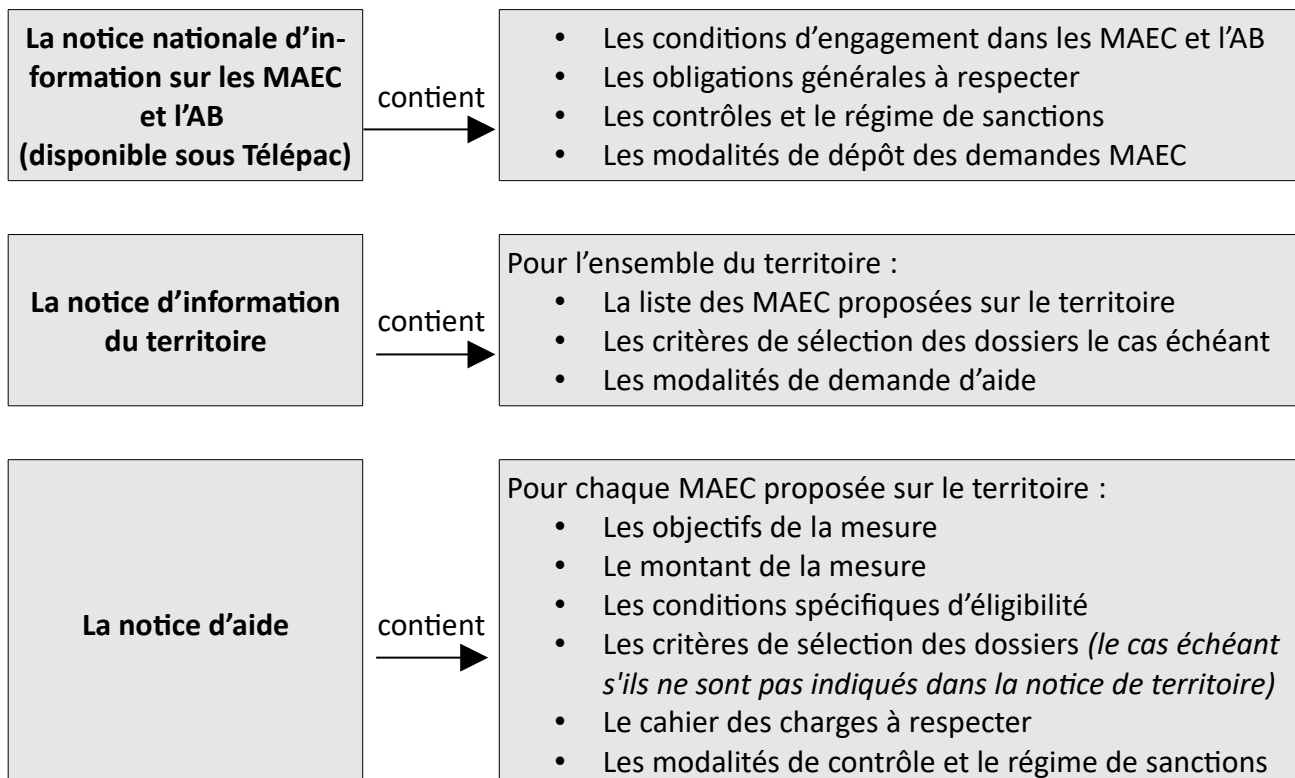 La notice nationale d’in-
formation sur les MAEC
et l’AB
(disponible sous Télépac)
contient
• Les conditions d’engagement dans les MAEC et l’AB
• Les obligations générales à respecter
• Les contrôles et le régime de sanctions
• Les modalités de dépôt des demandes MAEC
La notice d’information
du territoire
contient
Pour l’ensemble du territoire :
• La liste des MAEC proposées sur le territoire
• Les critères de sélection des dossiers le cas échéant
• Les modalités de demande d’aide
La notice d’aide
contient
Pour chaque MAEC proposée sur le territoire :
• Les objectifs de la mesure
• Le montant de la mesure
• Les conditions spécifiques d’éligibilité
• Les critères de sélection des dossiers (le cas échéant
s'ils ne sont pas indiqués dans la notice de territoire)
• Le cahier des charges à respecter
• Les modalités de contrôle et le régime de sanctions